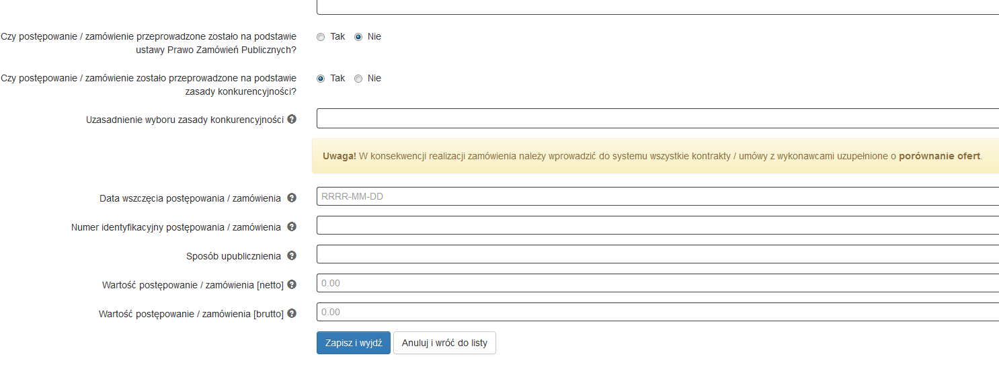 Czy postępowanie / zamówienie przeprowadzone zostało na podstawie
ustawy Prawo Zamówień Publicznych?
Tak Nie
Czy postępowanie / zamówienie zostało przeprowadzone na podstawie
zasady konkurencyjności?
Tak Nie
Uzasadnienie wyboru zasady konkurencyjności ?
Uwaga! W konsekwencji realizacji zamówienia należy wprowadzić do systemu wszystkie kontrakty / umowy z wykonawcami uzupełnione o porównanie ofert.
Data wszczęcia postępowania / zamówienia ?
RRRR-MM-DD
Numer identyfikacyjny postępowania / zamówienia ?
Sposób upublicznienia ?
Wartość postępowanie / zamówienia [netto] ?
0.00
Wartość postępowanie / zamówienia [brutto] ?
0.00
Zapisz i wyjdź Anuluj i wróć do listy